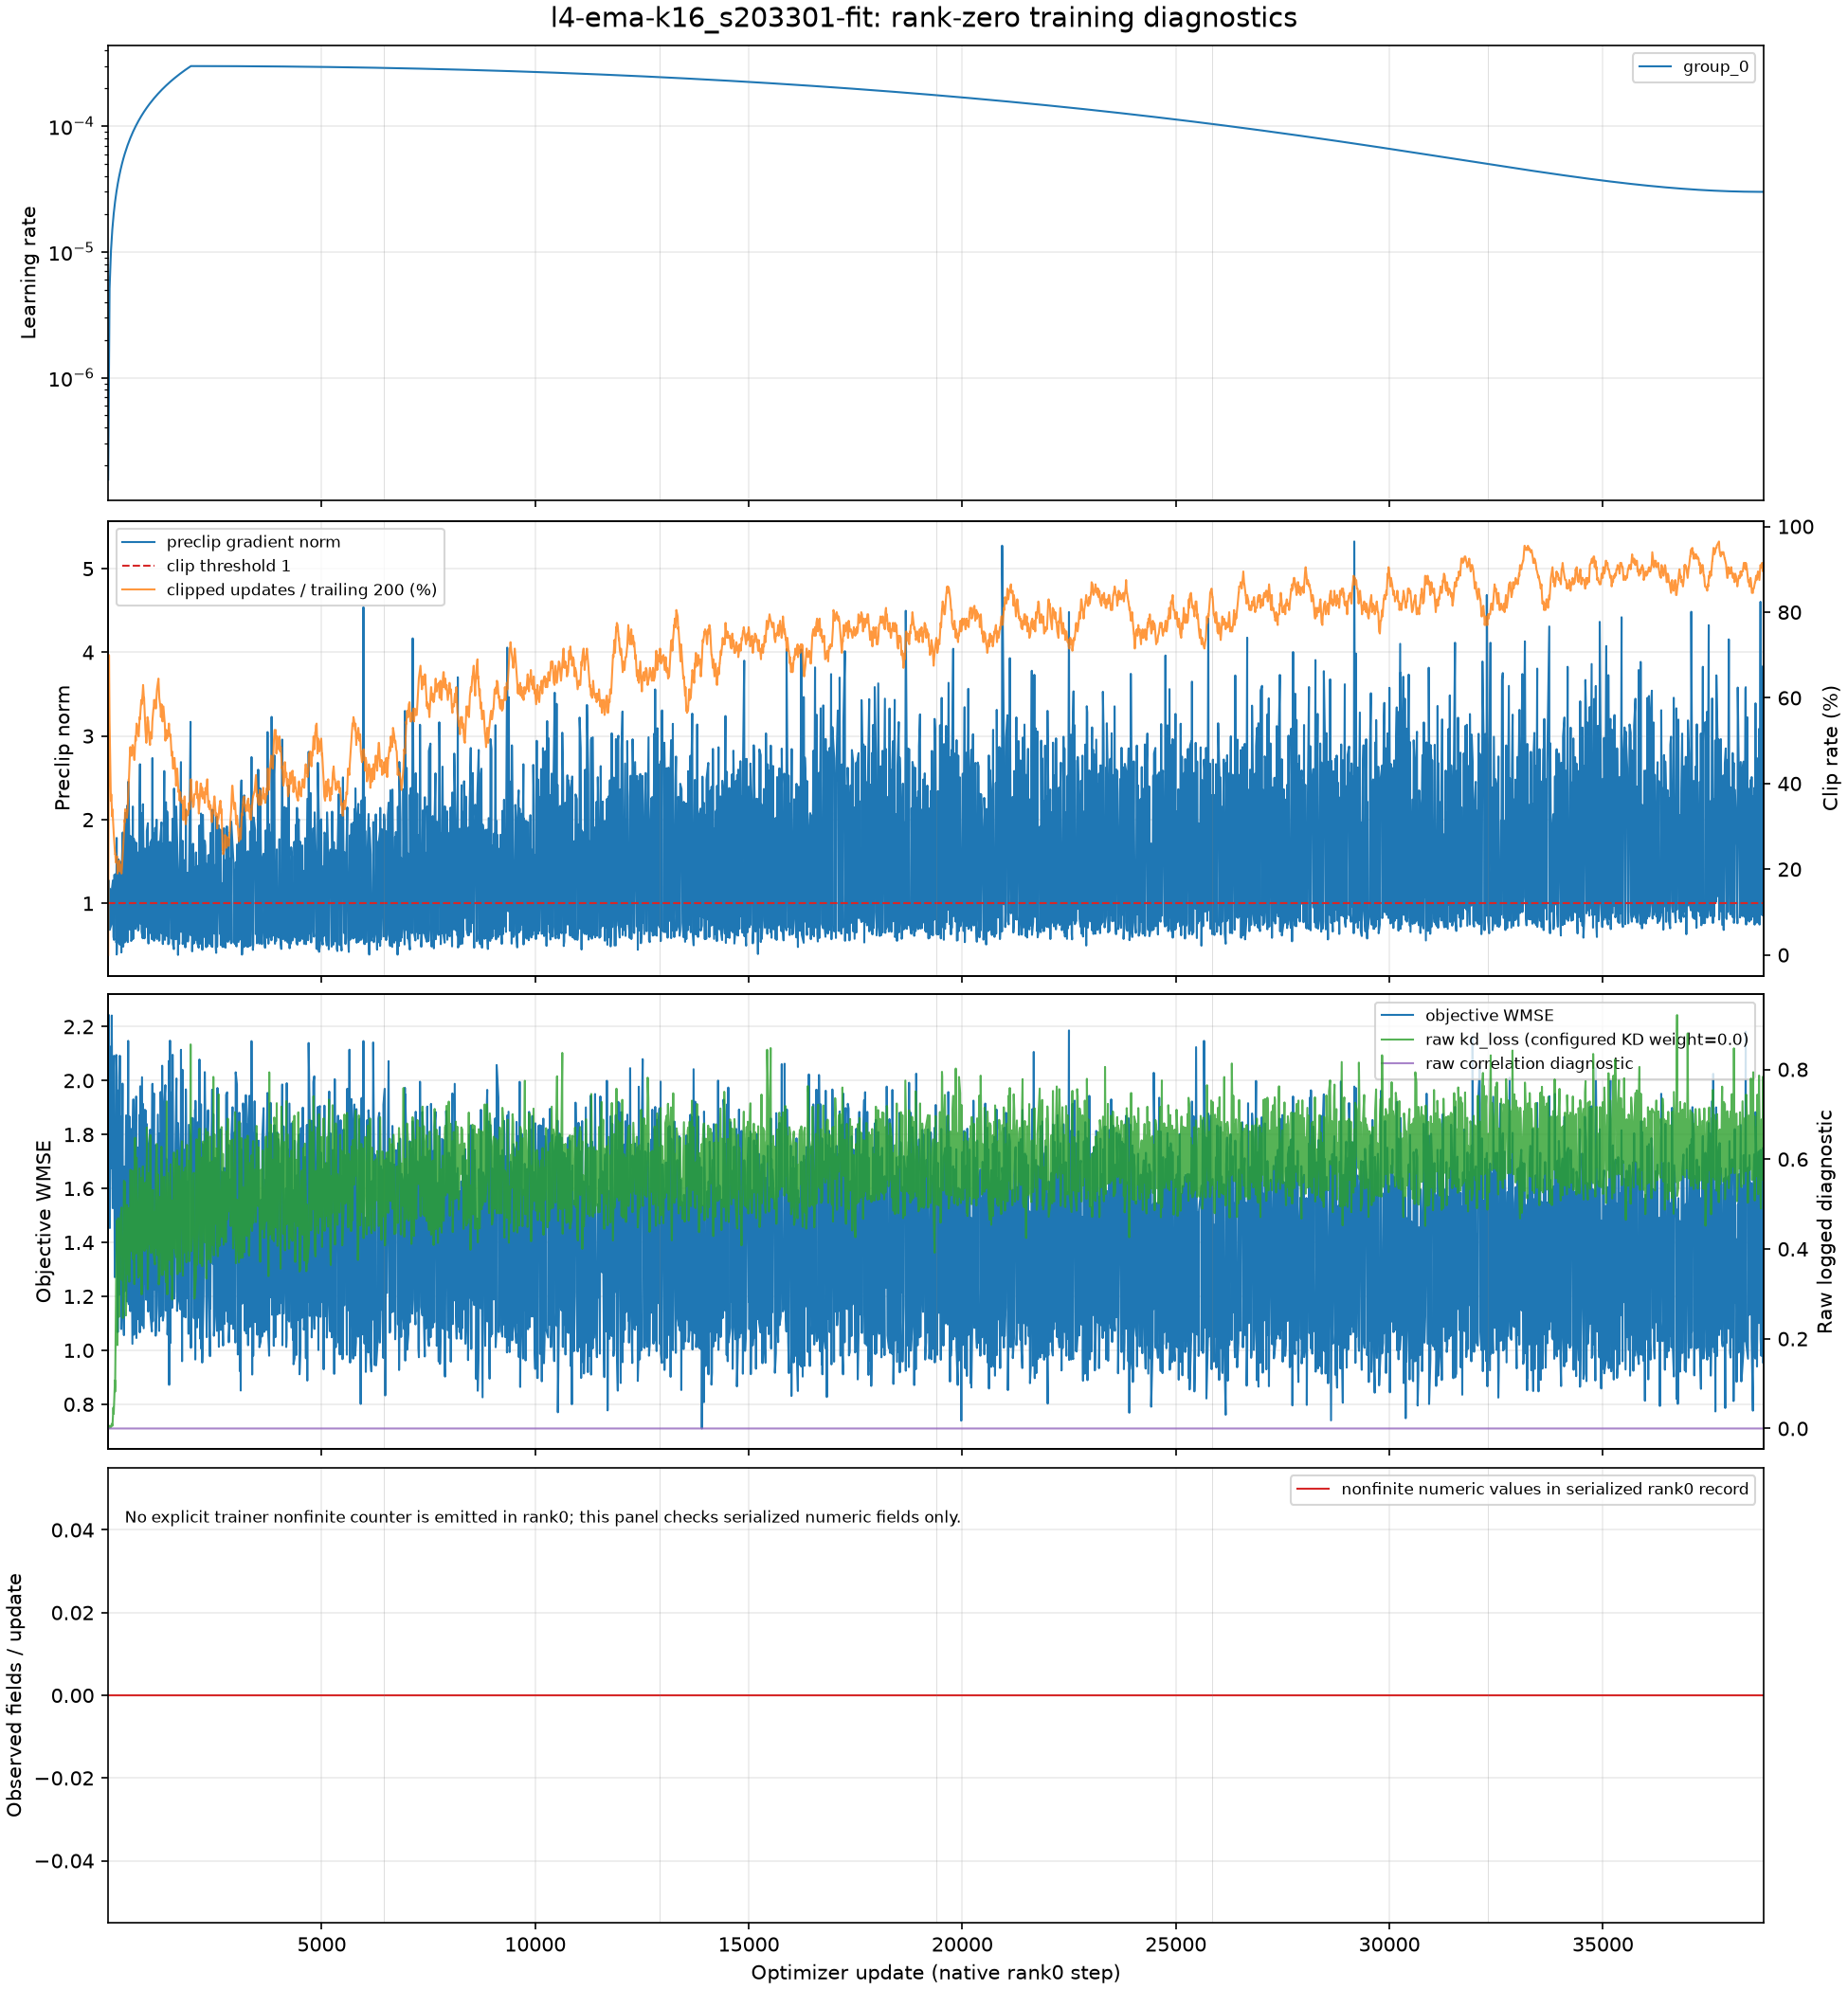 l4-ema-k16_s203301-fit: rank-zero training diagnostics
group_0
Learning rate
10⁻⁴
10⁻⁵
10⁻⁶
preclip gradient norm
clip threshold 1
clipped updates / trailing 200 (%)
Preclip norm
5
4
3
2
1
Clip rate (%)
100
80
60
40
20
0
objective WMSE
raw kd_loss (configured KD weight=0.0)
raw correlation diagnostic
Objective WMSE
2.2
2.0
1.8
1.6
1.4
1.2
1.0
0.8
Raw logged diagnostic
0.8
0.6
0.4
0.2
0.0
nonfinite numeric values in serialized rank0 record
No explicit trainer nonfinite counter is emitted in rank0; this panel checks serialized numeric fields only.
Observed fields / update
0.04
0.02
0.00
−0.02
−0.04
5000 10000 15000 20000 25000 30000 35000
Optimizer update (native rank0 step)